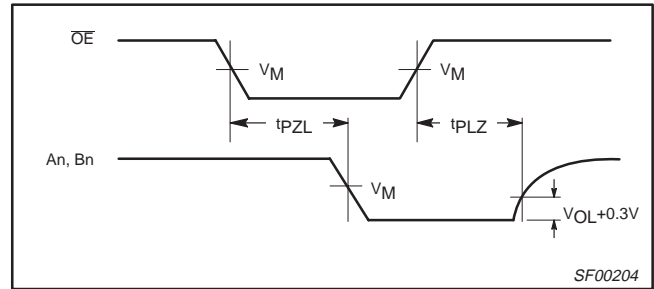 OE
VM
VM
tPZL
tPLZ
An, Bn
VM
VOL+0.3V
SF00204